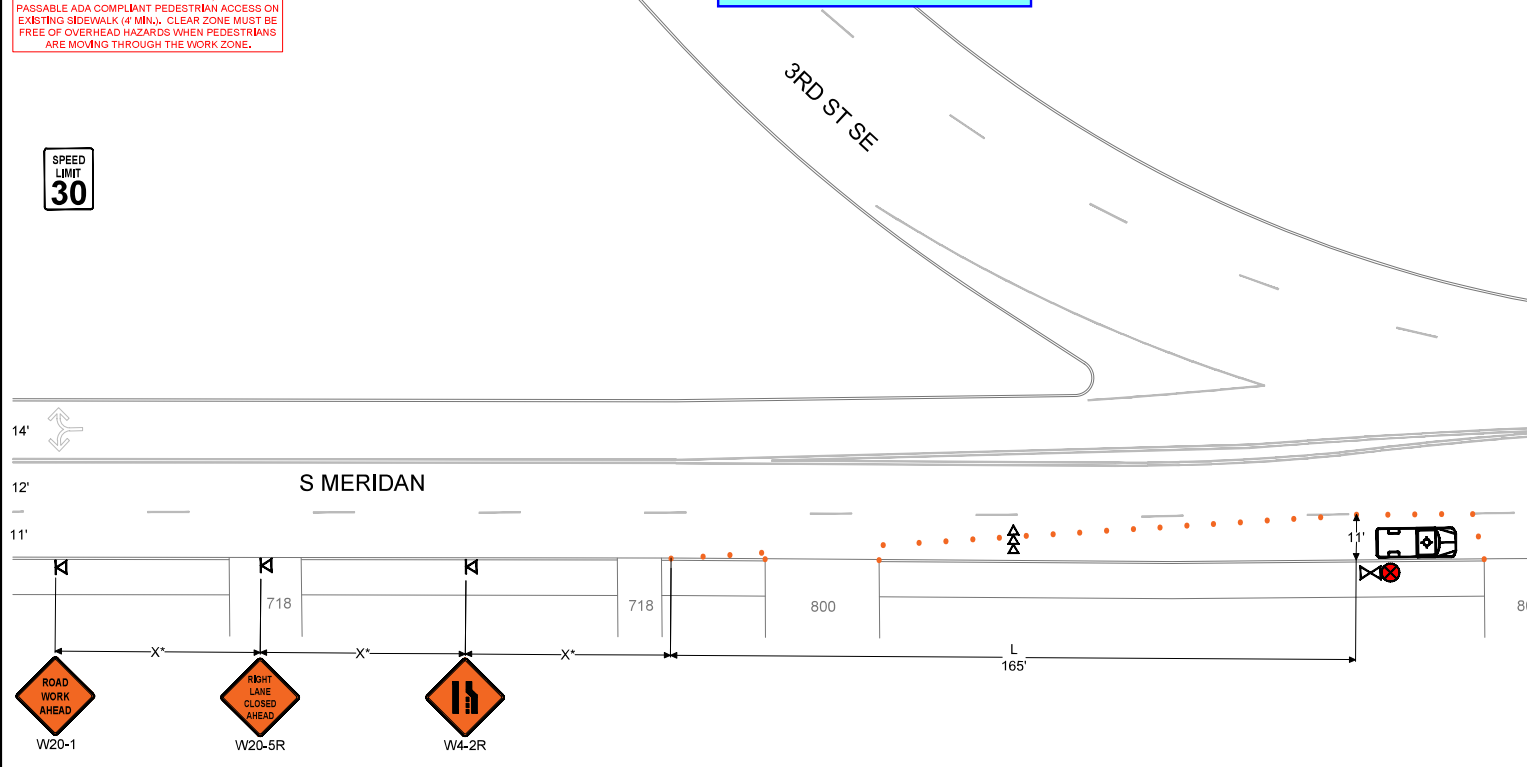 PASSABLE ADA COMPLIANT PEDESTRIAN ACCESS ON
EXISTING SIDEWALK (4' MIN.). CLEAR ZONE MUST BE
FREE OF OVERHEAD HAZARDS WHEN PEDESTRIANS
ARE MOVING THROUGH THE WORK ZONE.
3RD ST SE
SPEED
LIMIT
30
14'
12'
S MERIDAN
11'
11'
718
718
800
X*
X*
X*
L
165'
ROAD
WORK
AHEAD
W20-1
RIGHT
LANE
CLOSED
AHEAD
W20-5R
W4-2R